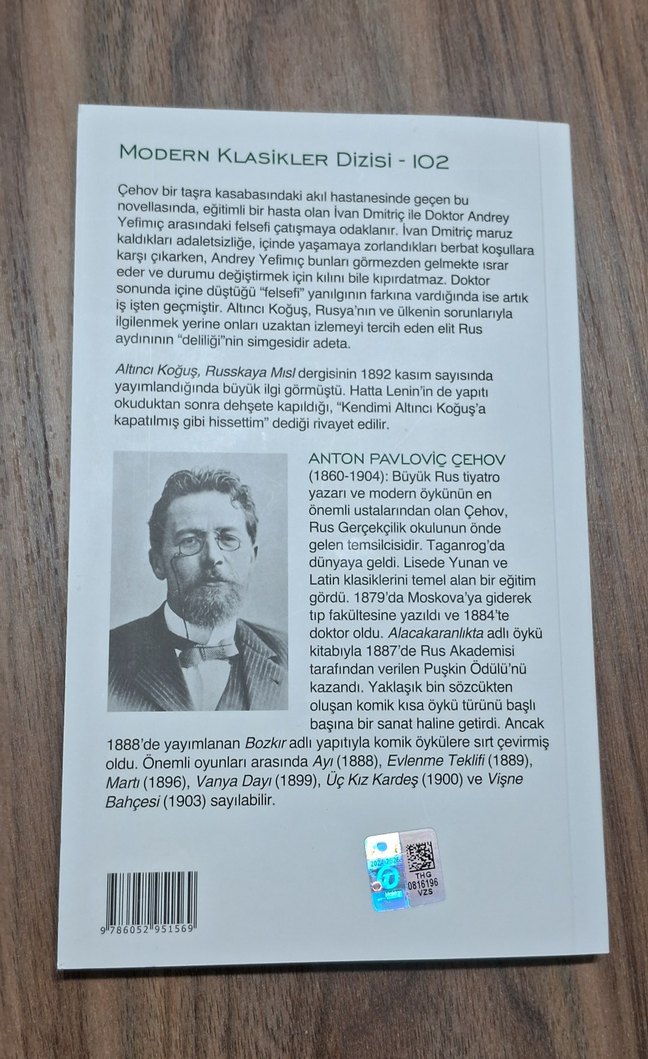 MODERN KLASİKLER DİZİSİ - 102
Çehov bir taşra kasabasındaki akıl hastanesinde geçen bu
novellasında, eğitimli bir hasta olan İvan Dmitriç ile Doktor Andrey
Yefimıç arasındaki felsefi çatışmaya odaklanır. İvan Dmitriç maruz
kaldıkları adaletsizliğe, içinde yaşamaya zorlandıkları berbat koşullara
karşı çıkarken, Andrey Yefimıç bunları görmezden gelmekte ısrar
eder ve durumu değiştirmek için kılını bile kıpırdatmaz. Doktor
sonunda içine düştüğü “felsefi” yanılgının farkına vardığında ise artık
iş işten geçmiştir. Altıncı Koğuş, Rusya’nın ve ülkenin sorunlarıyla
ilgilenmek yerine onları uzaktan izlemeyi tercih eden elit Rus
aydınının “deliliği”nin simgesidir adeta.
Altıncı Koğuş, Russkaya Mısl dergisinin 1892 kasım sayısında
yayımlandığında büyük ilgi görmüştü. Hatta Lenin’in de yapıtı
okuduktan sonra dehşete kapıldığı, “Kendimi Altıncı Koğuş’a
kapatılmış gibi hissettim” dediği rivayet edilir.
ANTON PAVLOVİÇ ÇEHOV
(1860-1904): Büyük Rus tiyatro
yazarı ve modern öykünün en
önemli ustalarından olan Çehov,
Rus Gerçekçilik okulunun önde
gelen temsilcisidir. Taganrog’da
dünyaya geldi. Lisede Yunan ve
Latin klasiklerini temel alan bir eğitim
gördü. 1879’da Moskova’ya giderek
tıp fakültesine yazıldı ve 1884’te
doktor oldu. Alacakaranlıkta adlı öykü
kitabıyla 1887’de Rus Akademisi
tarafından verilen Puşkin Ödülü’nü
kazandı. Yaklaşık bin sözcükten
oluşan komik kısa öykü türünü başlı
başına bir sanat haline getirdi. Ancak
1888’de yayımlanan Bozkır adlı yapıtıyla komik öykülere sırt çevirmiş
oldu. Önemli oyunları arasında Ayı (1888), Evlenme Teklifi (1889),
Martı (1896), Vanya Dayı (1899), Üç Kız Kardeş (1900) ve Vişne
Bahçesi (1903) sayılabilir.
THG
0816196
VZS
9 786052 951569